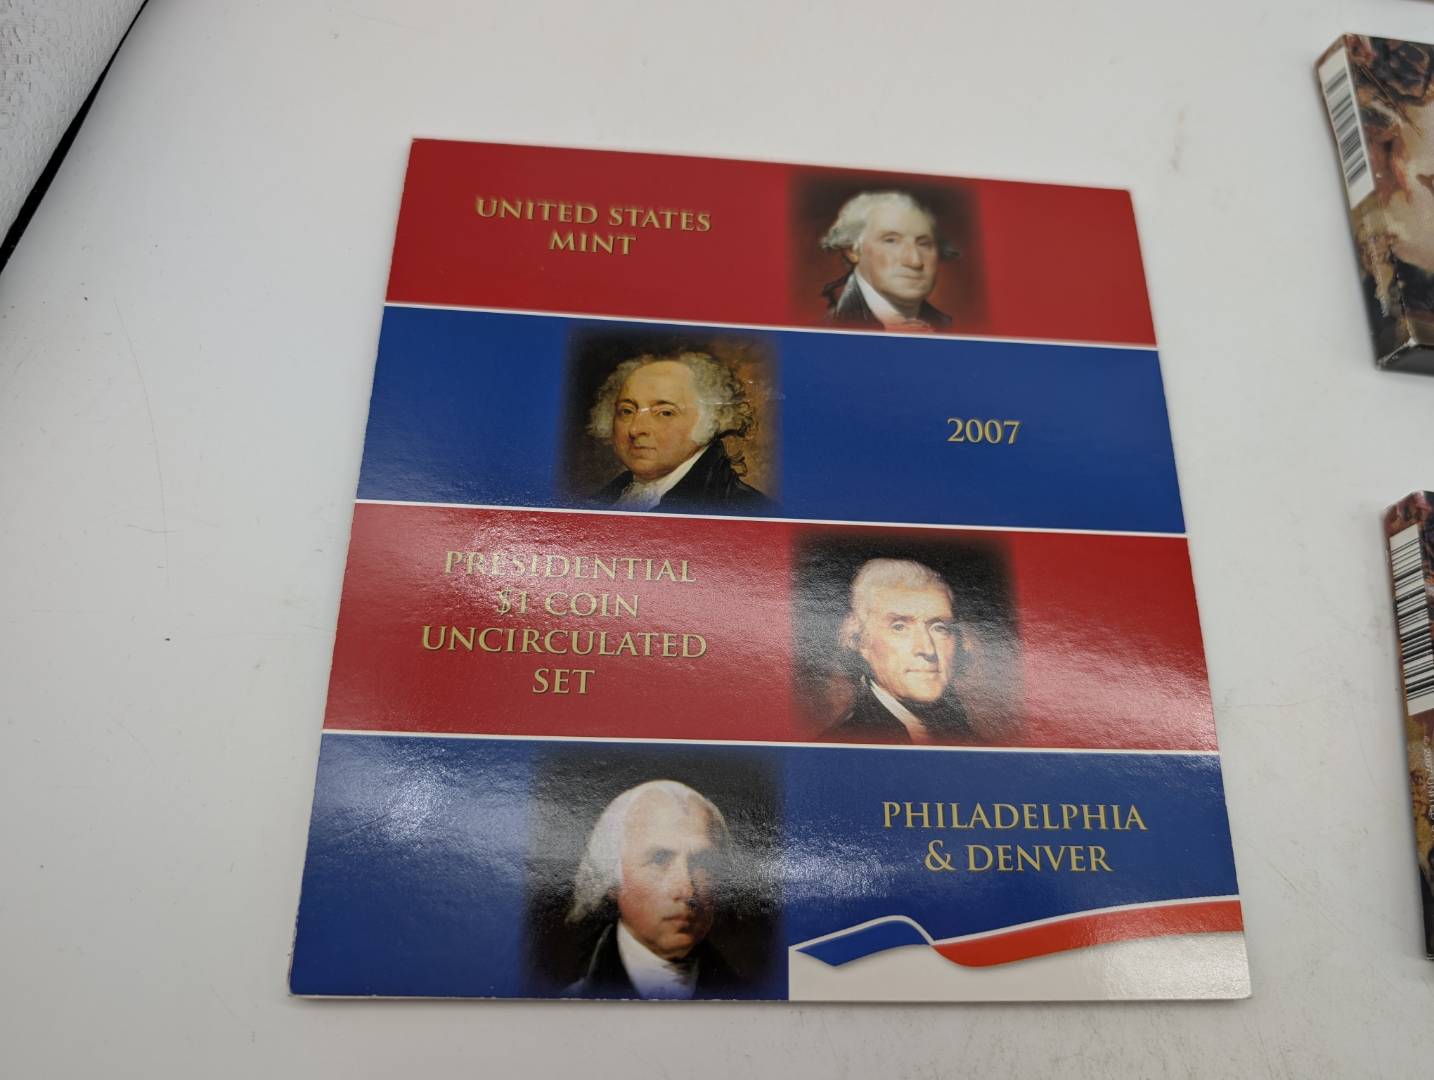 UNITED STATES
MINT
2007
PRESIDENTIAL
$1 COIN
UNCIRCULATED
SET
PHILADELPHIA
& DENVER